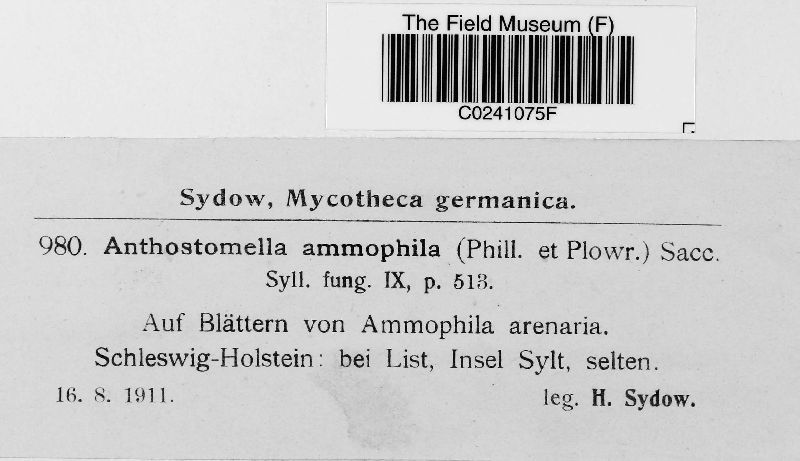 The Field Museum (F)
C0241075F
Sydow, Mycotheca germanica.
980. Anthostomella ammophila (Phill. et Plowr.) Sacc.
Syll. fung. IX, p. 513.
Auf Blättern von Ammophila arenaria.
Schleswig-Holstein: bei List, Insel Sylt, selten.
16. 8. 1911. leg. H. Sydow.